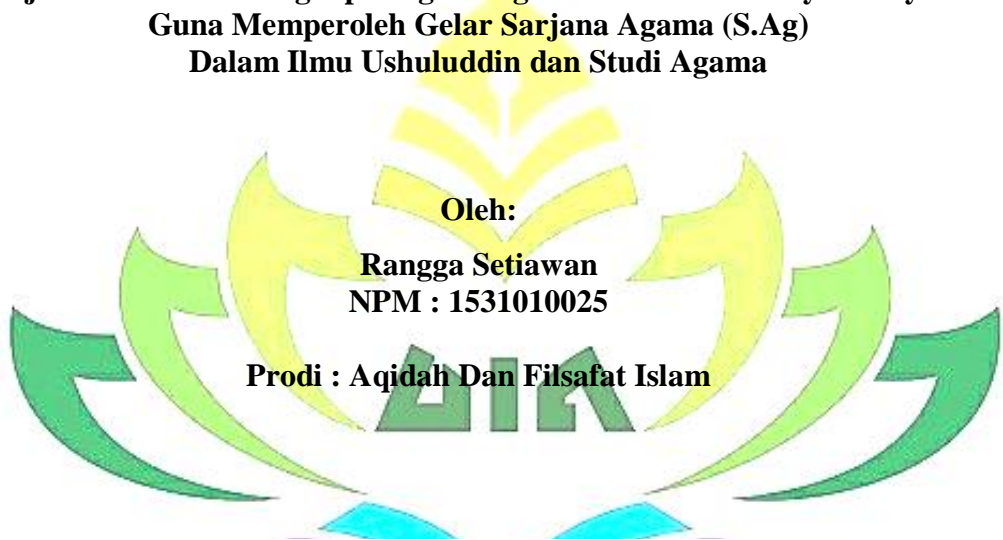 Guna Memperoleh Gelar Sarjana Agama (S.Ag)
Dalam Ilmu Ushuluddin dan Studi Agama
Oleh:
Rangga Setiawan
NPM : 1531010025
Prodi : Aqidah Dan Filsafat Islam